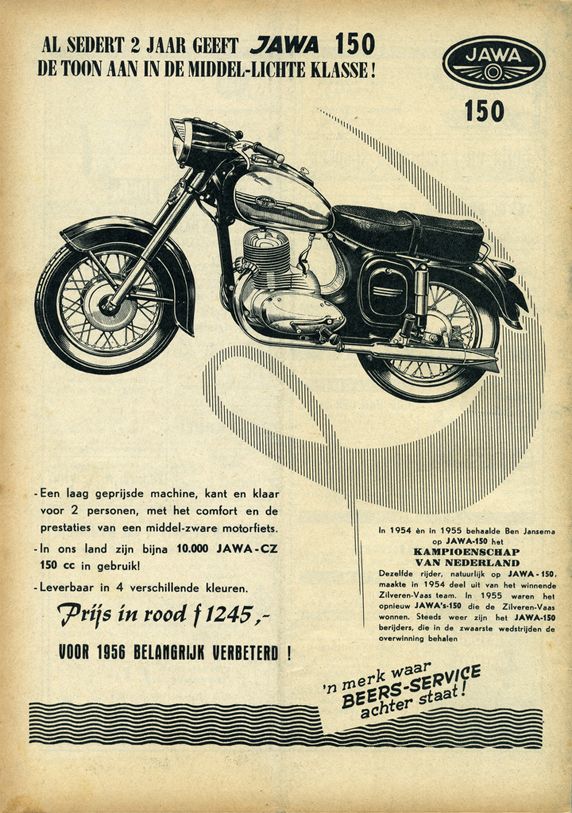 AL SEDERT 2 JAAR GEEFT JAWA 150
DE TOON AAN IN DE MIDDEL-LICHTE KLASSE!
JAWA
150
-Een laag geprijsde machine, kant en klaar
voor 2 personen, met het comfort en de
prestaties van een middel-zware motorfiets.
-In ons land zijn bijna 10.000 JAWA-CZ
150 cc in gebruik!
-Leverbaar in 4 verschillende kleuren.
Prijs in rood f 1245,-
VOOR 1956 BELANGRIJK VERBETERD !
In 1954 èn in 1955 behaalde Ben Jansema
op JAWA-150 het
KAMPIOENSCHAP
VAN NEDERLAND
Dezelfde rijder, natuurlijk op JAWA-150,
maakte in 1954 deel uit van het winnende
Zilveren-Vaas team. In 1955 waren het
opnieuw JAWA's-150 die de Zilveren-Vaas
wonnen. Steeds weer zijn het JAWA-150
berijders, die in de zwaarste wedstrijden de
overwinning behalen
'n merk waar
BEERS-SERVICE
achter staat!